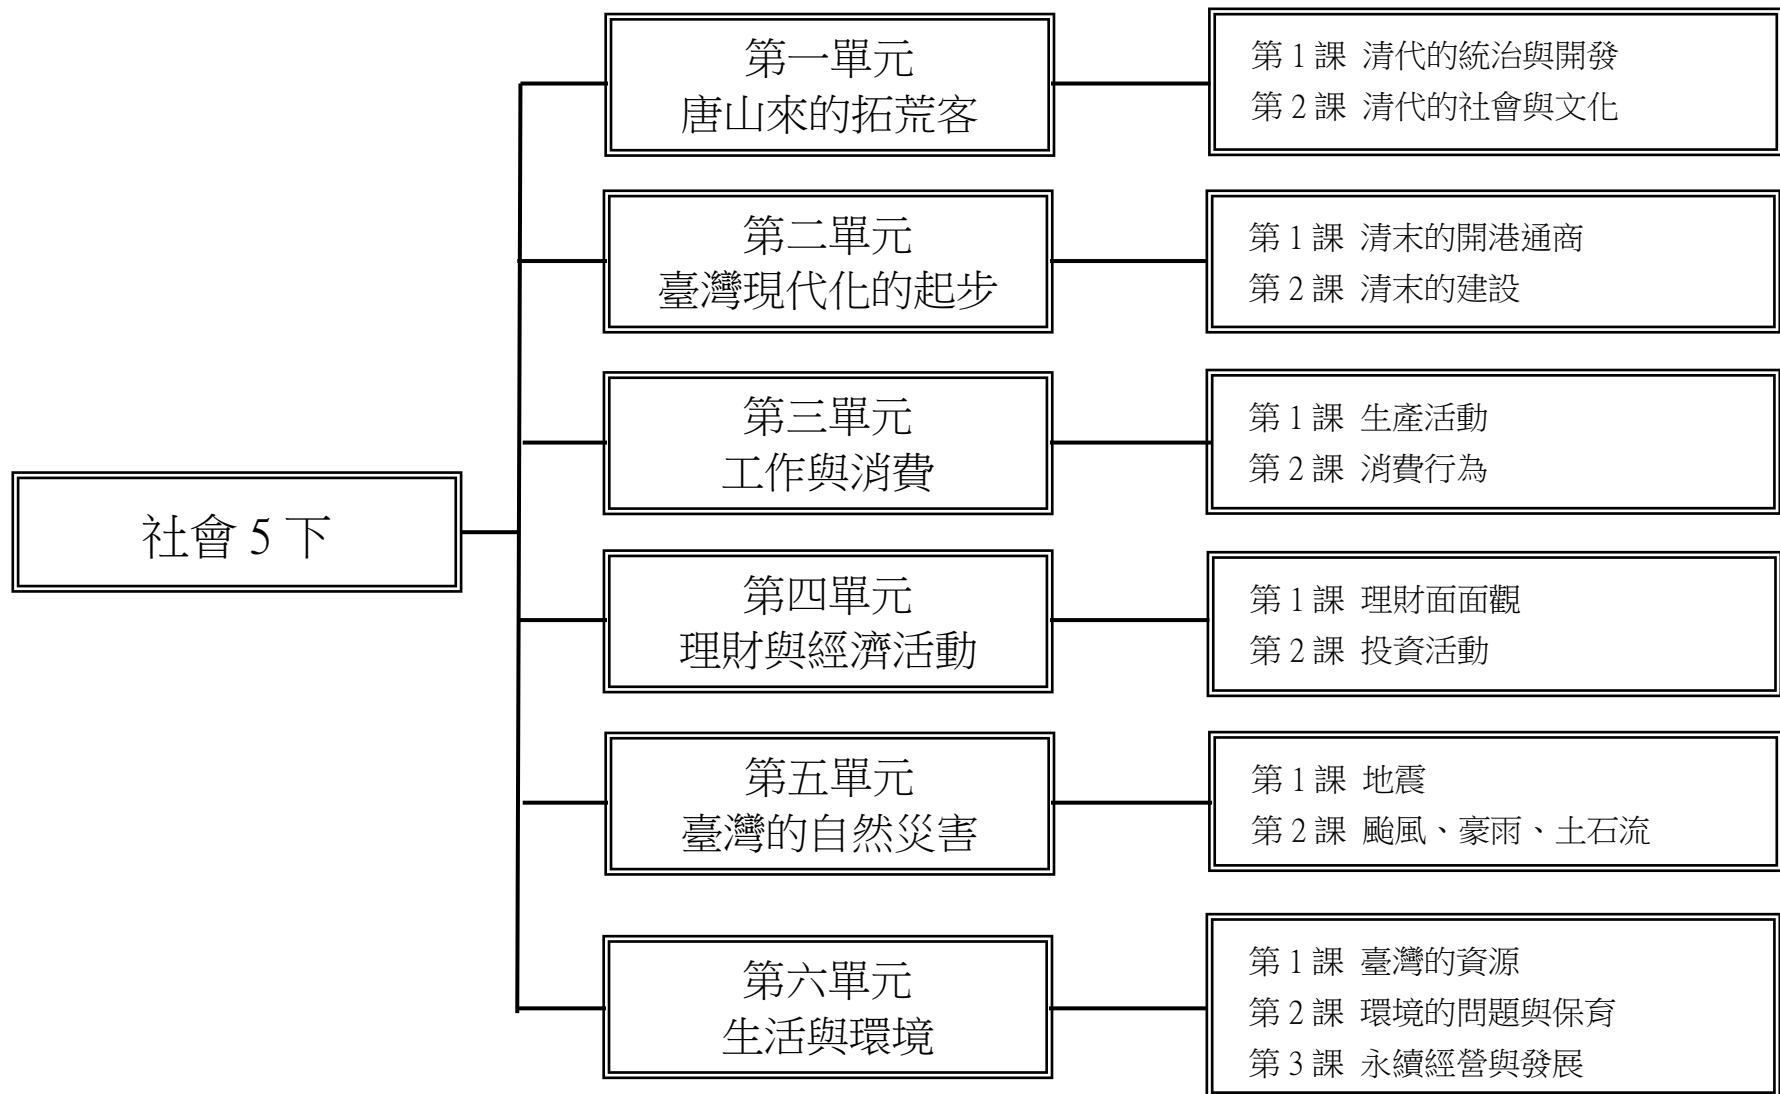 社會 5 下
第一單元
唐山來的拓荒客
第 1 課 清代的統治與開發
第 2 課 清代的社會與文化
第二單元
臺灣現代化的起步
第 1 課 清末的開港通商
第 2 課 清末的建設
第三單元
工作與消費
第 1 課 生產活動
第 2 課 消費行為
第四單元
理財與經濟活動
第 1 課 理財面面觀
第 2 課 投資活動
第五單元
臺灣的自然災害
第 1 課 地震
第 2 課 颱風、豪雨、土石流
第六單元
生活與環境
第 1 課 臺灣的資源
第 2 課 環境的問題與保育
第 3 課 永續經營與發展